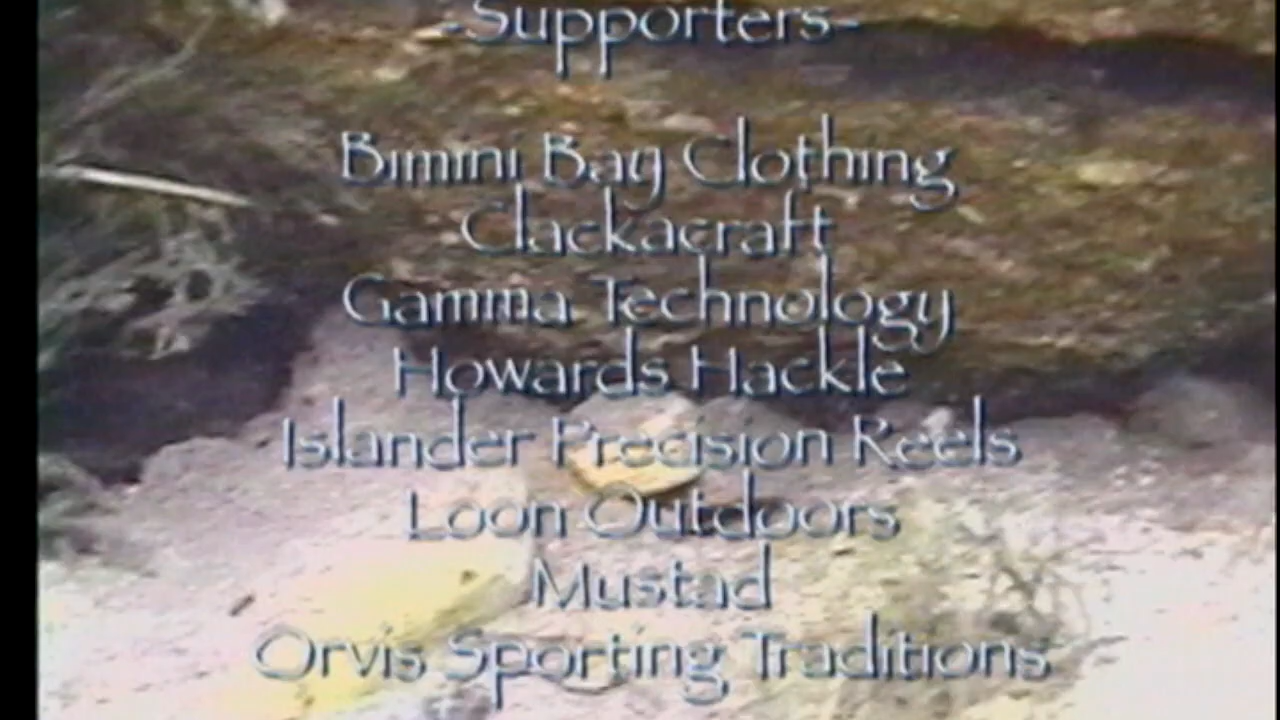 -Supporters-
Bimini Bay Clothing
Clackacraft
Gamma Technology
Howards Hackle
Islander Precision Reels
Loon Outdoors
Mustad
Orvis Sporting Traditions